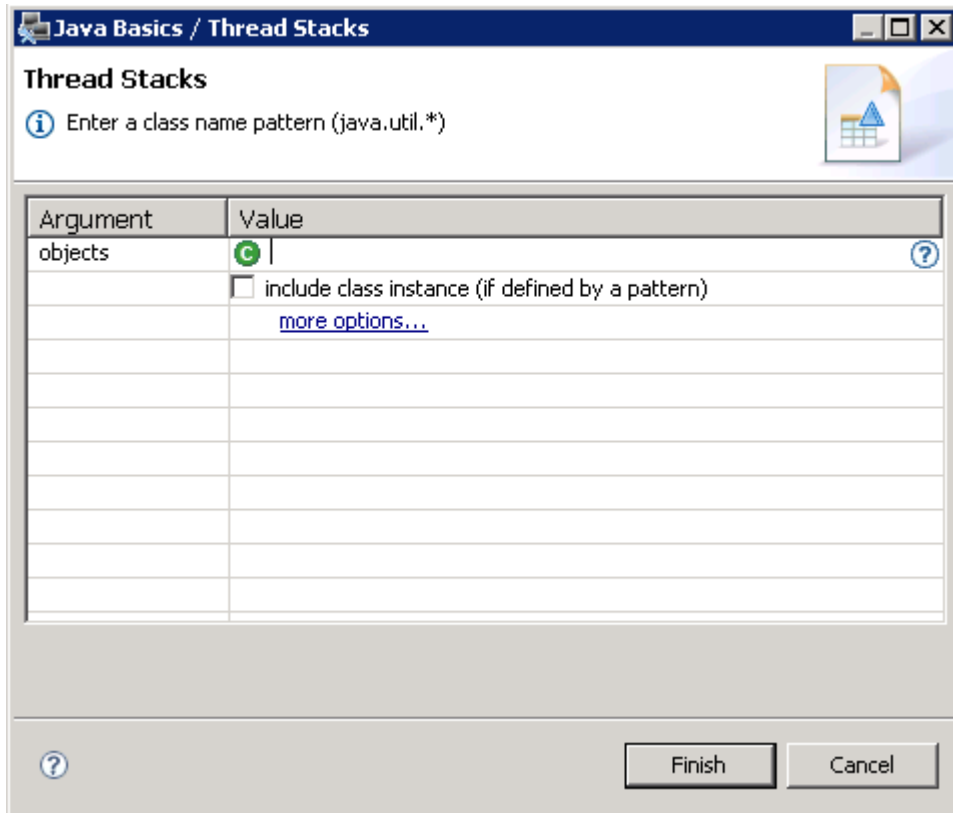 Java Basics / Thread Stacks
Thread Stacks
Enter a class name pattern (java.util.*)
Argument Value
objects
include class instance (if defined by a pattern)
more options...
Finish Cancel